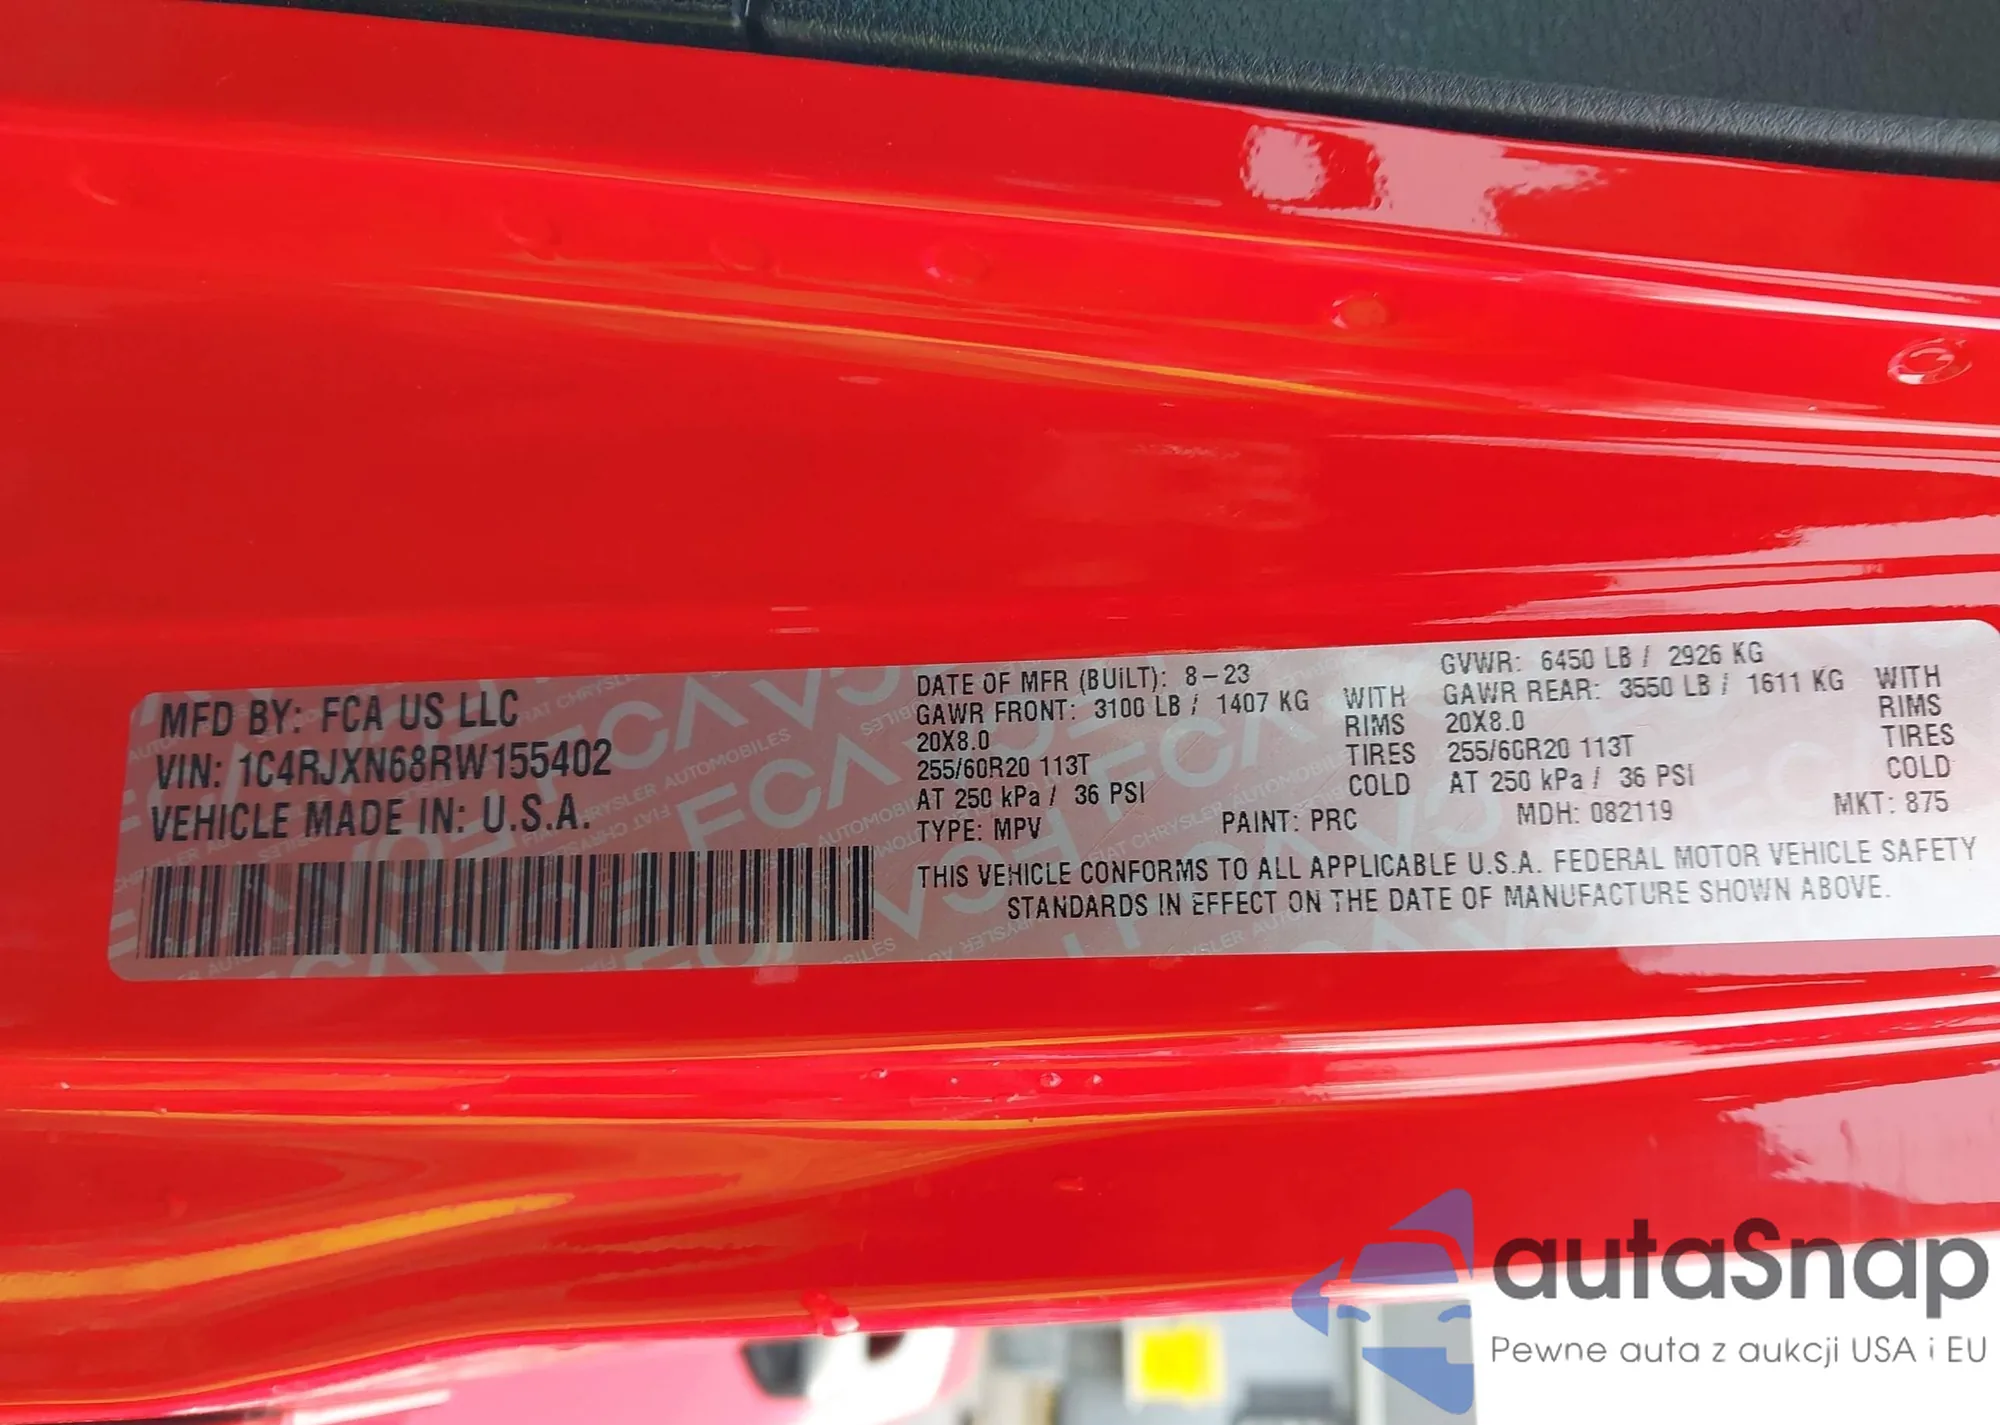 MFD BY: FCA US LLC
VIN: 1C4RJXN68RW155402
VEHICLE MADE IN: U.S.A.
DATE OF MFR (BUILT): 8-23
GAWR FRONT: 3100 LB / 1407 KG WITH
20X8.0 RIMS
255/60R20 113T TIRES
AT 250 kPa / 36 PSI COLD
TYPE: MPV PAINT: PRC
GVWR: 6450 LB / 2926 KG
GAWR REAR: 3550 LB / 1611 KG WITH
20X8.0 RIMS
255/60R20 113T TIRES
AT 250 kPa / 36 PSI COLD
MDH: 082119 MKT: 875
THIS VEHICLE CONFORMS TO ALL APPLICABLE U.S.A. FEDERAL MOTOR VEHICLE SAFETY
STANDARDS IN EFFECT ON THE DATE OF MANUFACTURE SHOWN ABOVE.
autaSnap
Pewne auta z aukcji USA i EU